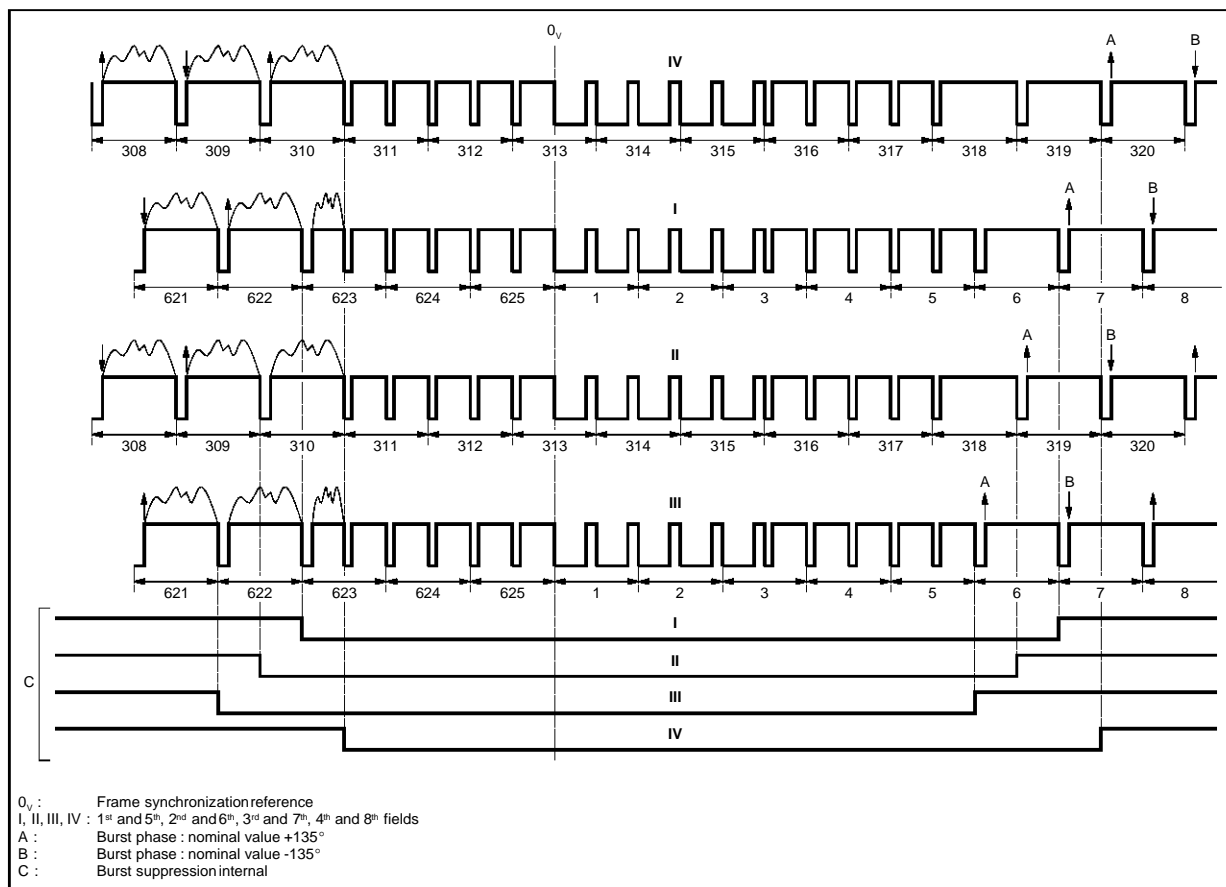 0V
A
B
IV
308 309 310 311 312 313 314 315 316 317 318 319 320
A
B
I
621 622 623 624 625 1 2 3 4 5 6 7 8
A
B
II
308 309 310 311 312 313 314 315 316 317 318 319 320
A
B
III
621 622 623 624 625 1 2 3 4 5 6 7 8
I
II
C
III
IV
0V : Frame synchronization reference
I, II, III, IV : 1st and 5th, 2nd and 6th, 3rd and 7th, 4th and 8th fields
A : Burst phase : nominal value +135°
B : Burst phase : nominal value -135°
C : Burst suppression internal